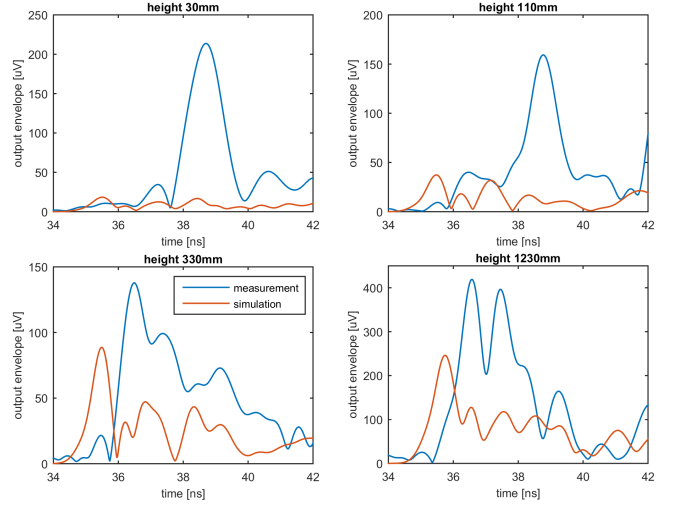 height 30mm
250
200
150
100
50
0
output envelope [uV]
34 36 38 40 42
time [ns]
height 110mm
200
150
100
50
0
output envelope [uV]
34 36 38 40 42
time [ns]
height 330mm
150
100
50
0
output envelope [uV]
measurement
simulation
34 36 38 40 42
time [ns]
height 1230mm
400
300
200
100
0
output envelope [uV]
34 36 38 40 42
time [ns]